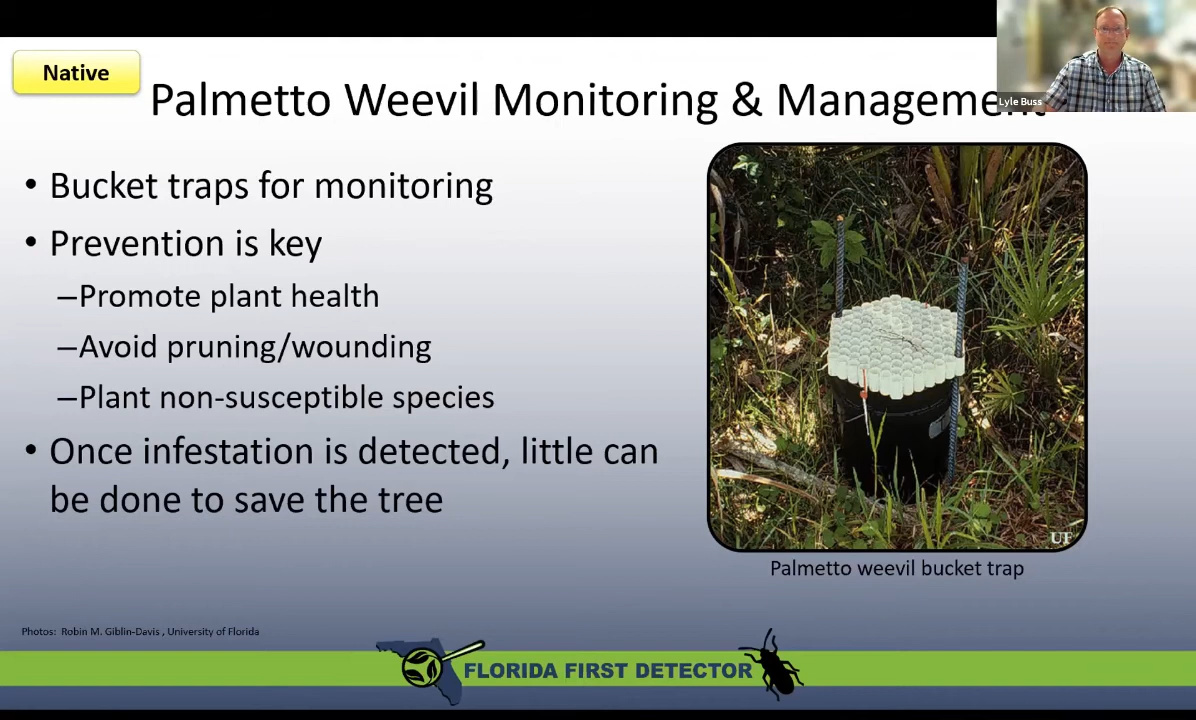 Native
Palmetto Weevil Monitoring & Management
Lyle Buss
• Bucket traps for monitoring
• Prevention is key
–Promote plant health
–Avoid pruning/wounding
–Plant non-susceptible species
• Once infestation is detected, little can
be done to save the tree
UF
Palmetto weevil bucket trap
Photos: Robin M. Giblin-Davis , University of Florida
FLORIDA FIRST DETECTOR